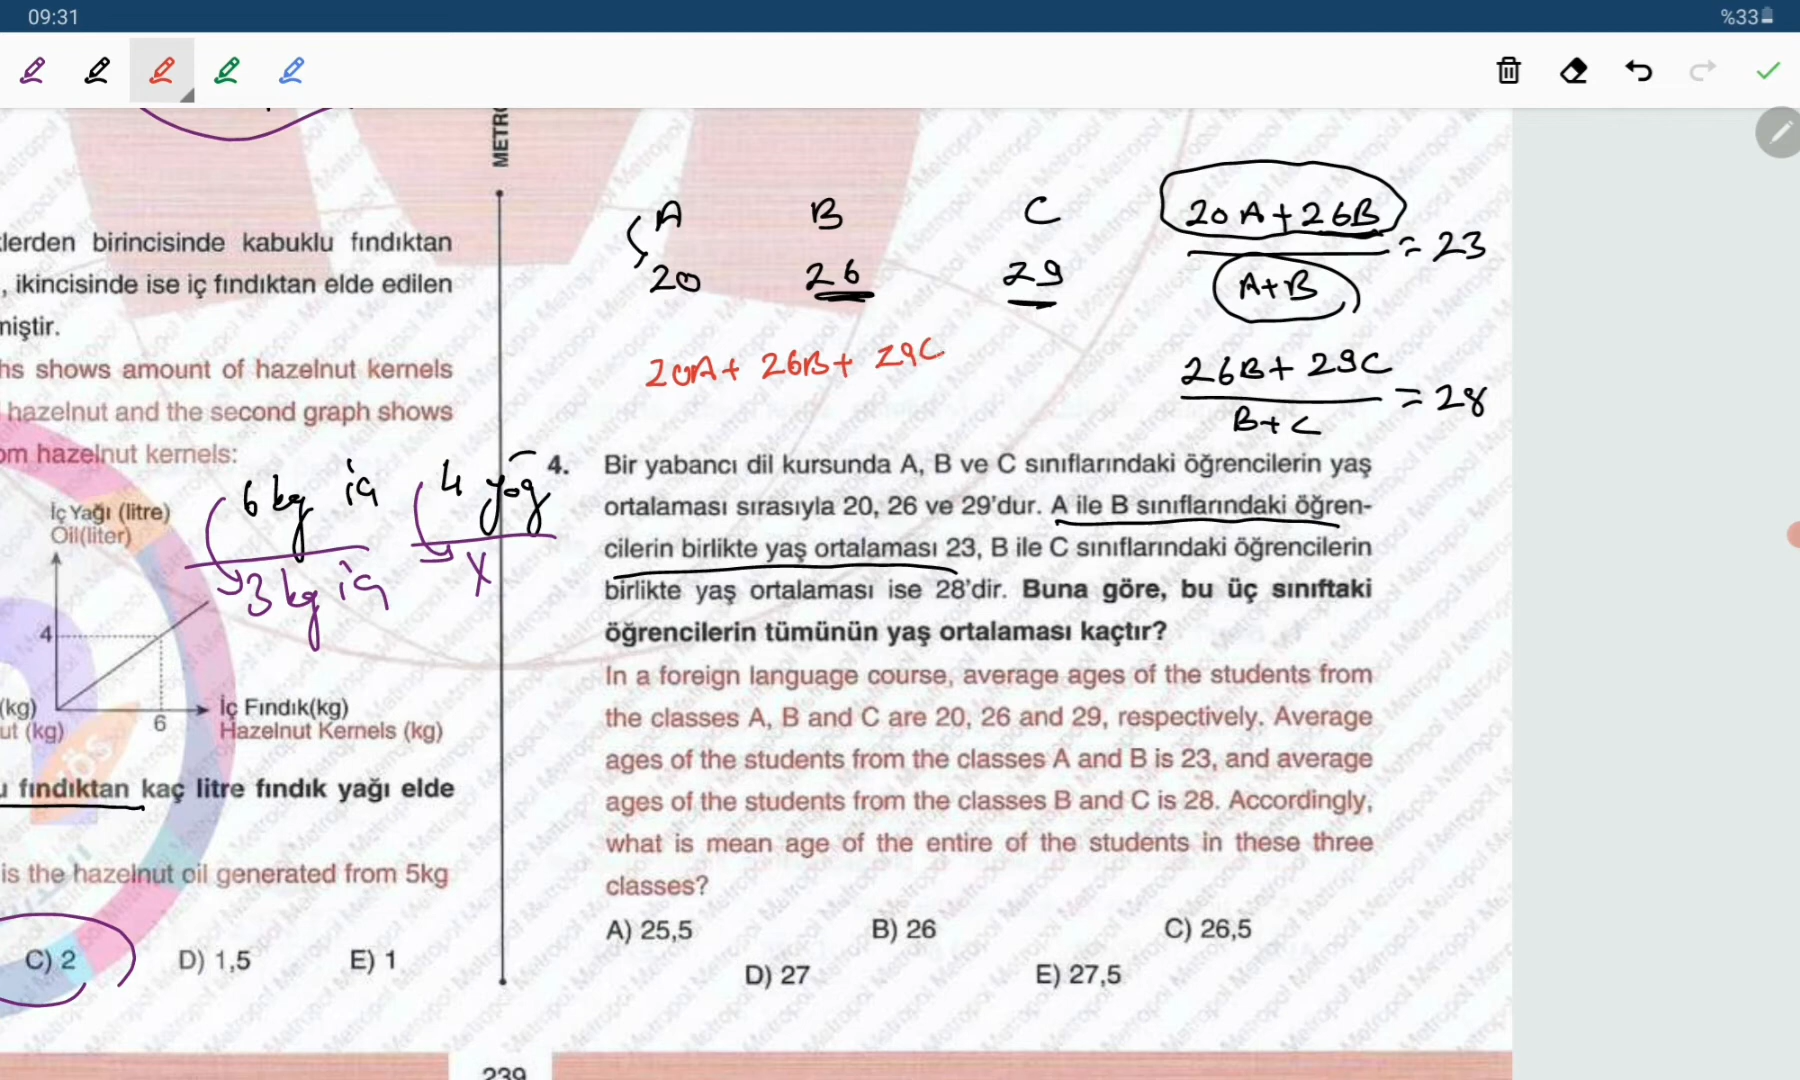 09:31
%33
METR
klerden birincisinde kabuklu fındıktan
, ikincisinde ise iç fındıktan elde edilen
miştir.
hs shows amount of hazelnut kernels
hazelnut and the second graph shows
om hazelnut kernels:
6 kg iç
4 yağ
3 kg iç
X
İç Yağı (litre)
Oil(liter)
4
6
(kg)
ut (kg)
İç Fındık(kg)
Hazelnut Kernels (kg)
u fındıktan kaç litre fındık yağı elde
is the hazelnut oil generated from 5kg
C) 2 D) 1,5 E) 1
A B C
20 26 29
20A + 26B = 23
A+B
20A + 26B + 29C
26B + 29C = 28
B+C
4. Bir yabancı dil kursunda A, B ve C sınıflarındaki öğrencilerin yaş
ortalaması sırasıyla 20, 26 ve 29'dur. A ile B sınıflarındaki öğren-
cilerin birlikte yaş ortalaması 23, B ile C sınıflarındaki öğrencilerin
birlikte yaş ortalaması ise 28'dir. Buna göre, bu üç sınıftaki
öğrencilerin tümünün yaş ortalaması kaçtır?
In a foreign language course, average ages of the students from
the classes A, B and C are 20, 26 and 29, respectively. Average
ages of the students from the classes A and B is 23, and average
ages of the students from the classes B and C is 28. Accordingly,
what is mean age of the entire of the students in these three
classes?
A) 25,5 B) 26 C) 26,5
D) 27 E) 27,5
239